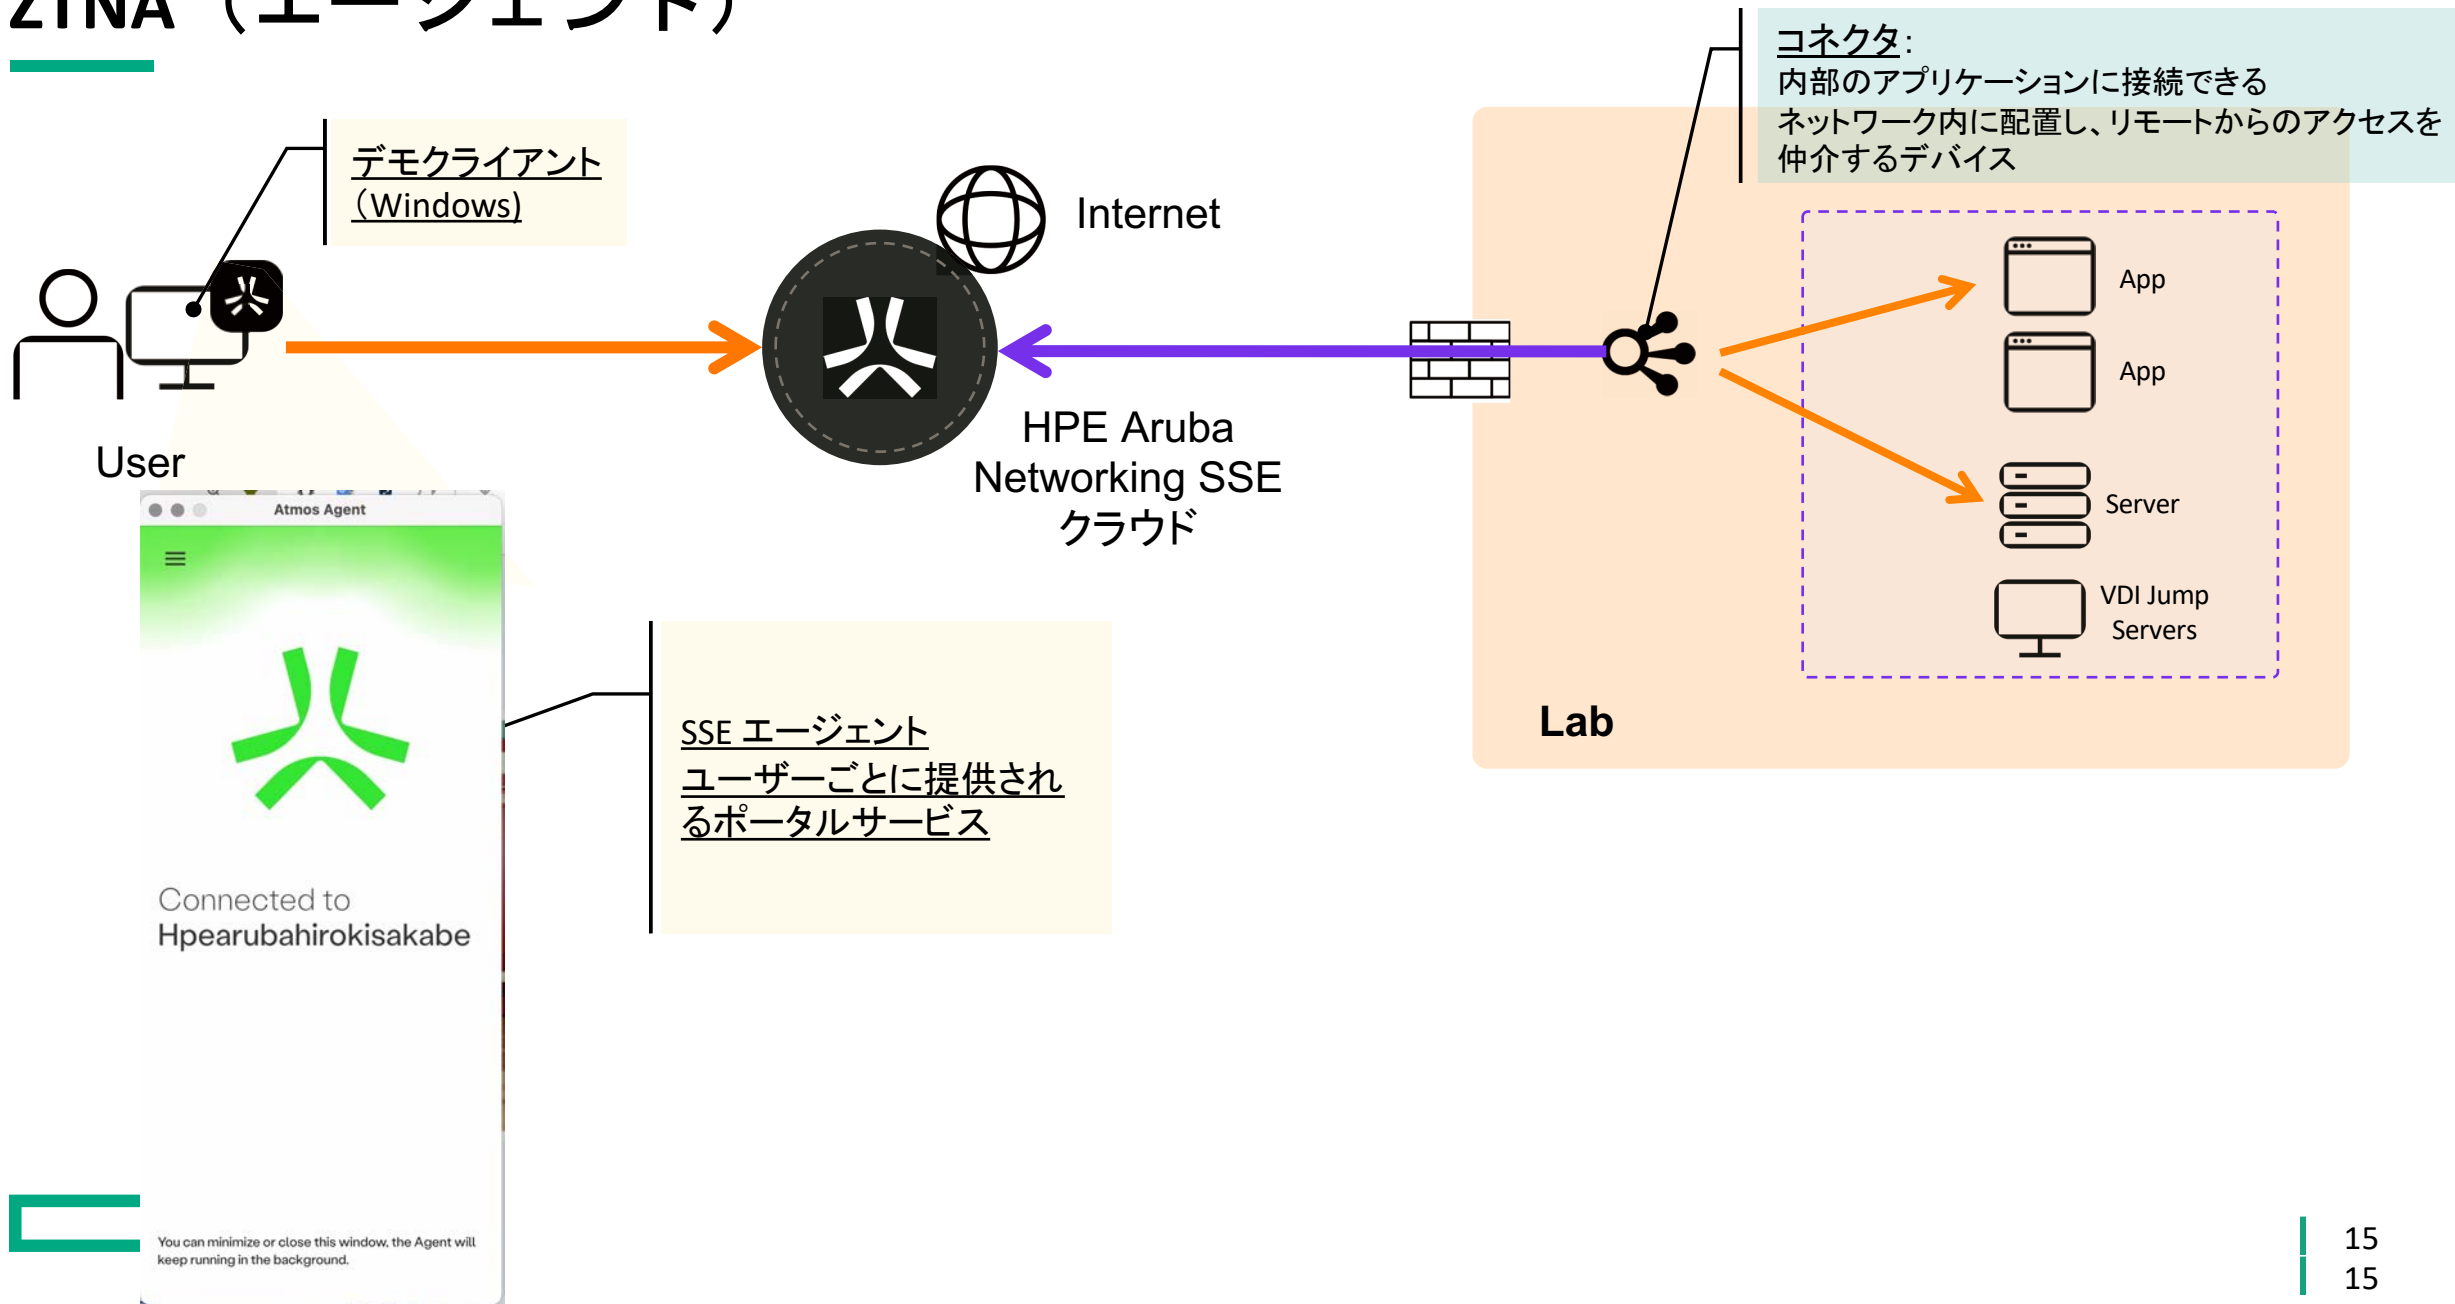 ZTNA（エージェント）
コネクタ：
内部のアプリケーションに接続できる
ネットワーク内に配置し、リモートからのアクセスを
仲介するデバイス
デモクライアント
（Windows)
Internet
App
App
HPE Aruba
Networking SSE
クラウド
User
Server
VDI Jump
Servers
Lab
Atmos Agent
SSE エージェント
ユーザーごとに提供され
るポータルサービス
Connected to
Hpearubahirokisakabe
You can minimize or close this window, the Agent will
keep running in the background.
15
15